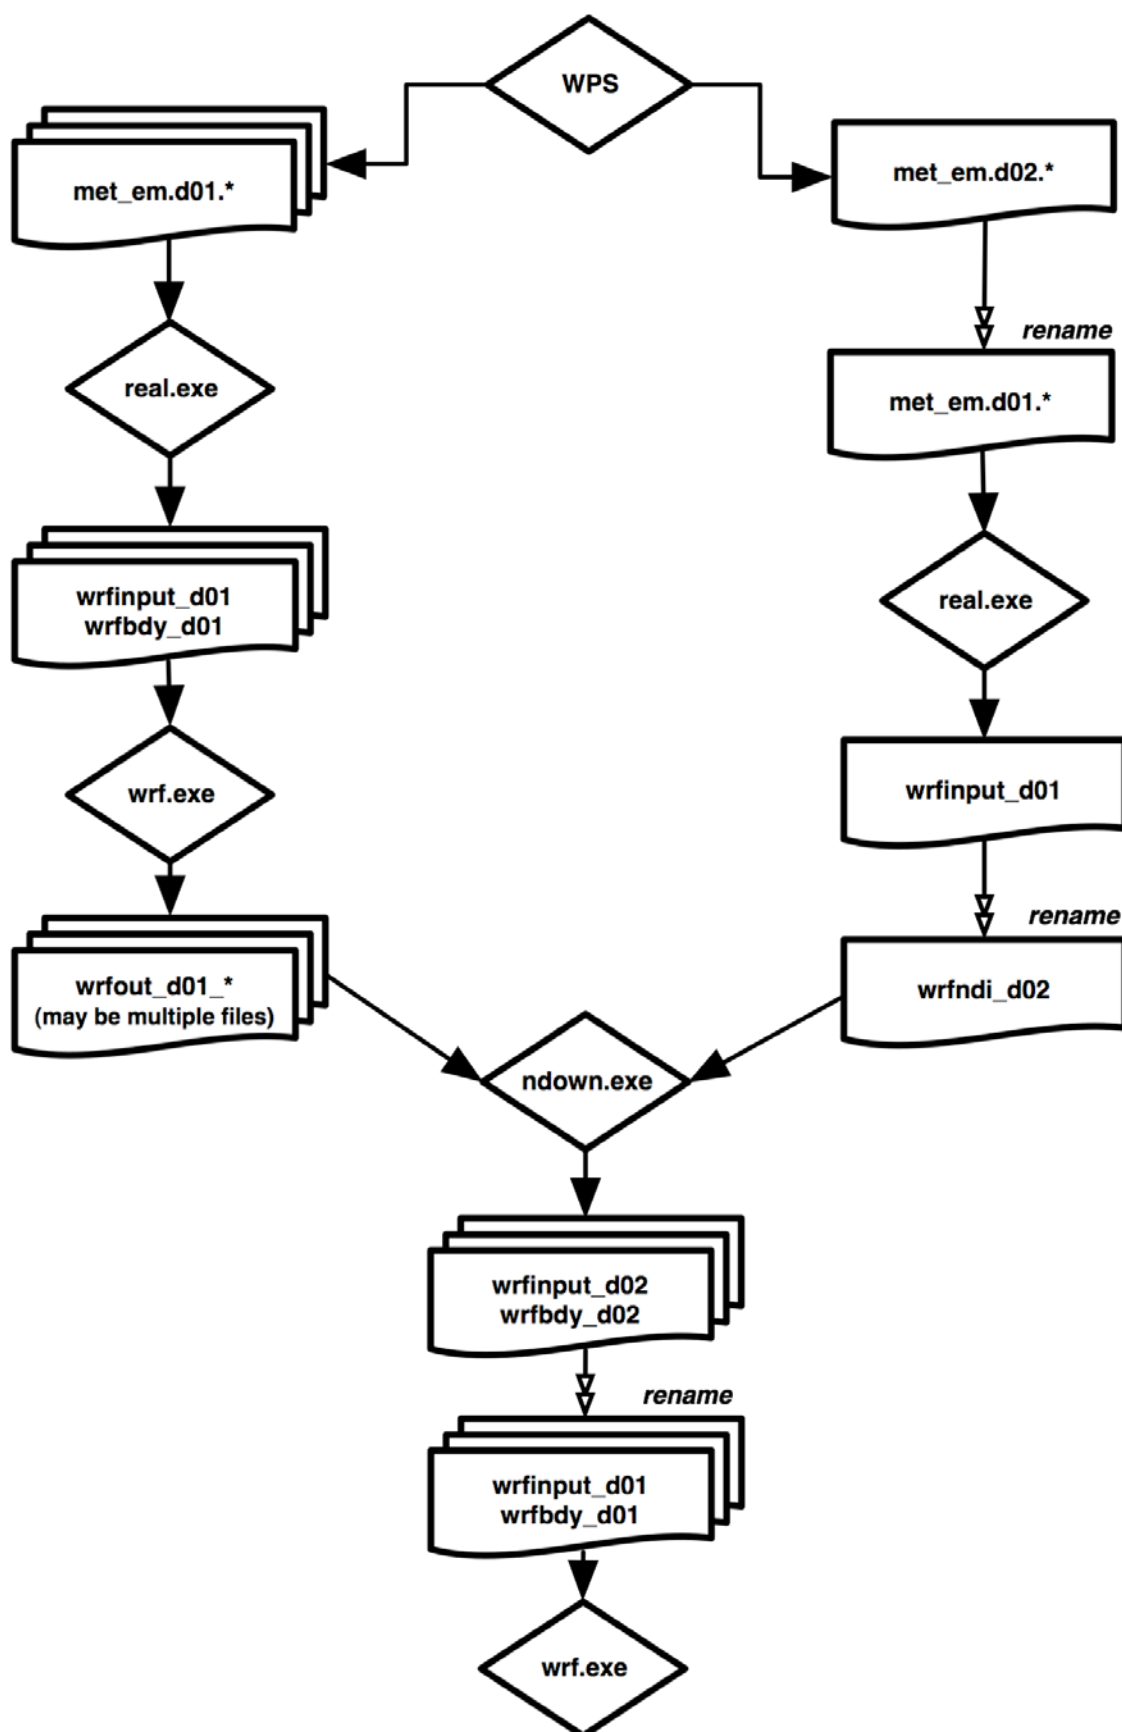 WPS
met_em.d01.*
met_em.d02.*
rename
met_em.d01.*
real.exe
real.exe
wrfinput_d01
wrfbdy_d01
wrf.exe
wrfinput_d01
rename
wrfout_d01_*
(may be multiple files)
wrfndi_d02
ndown.exe
wrfinput_d02
wrfbdy_d02
rename
wrfinput_d01
wrfbdy_d01
wrf.exe